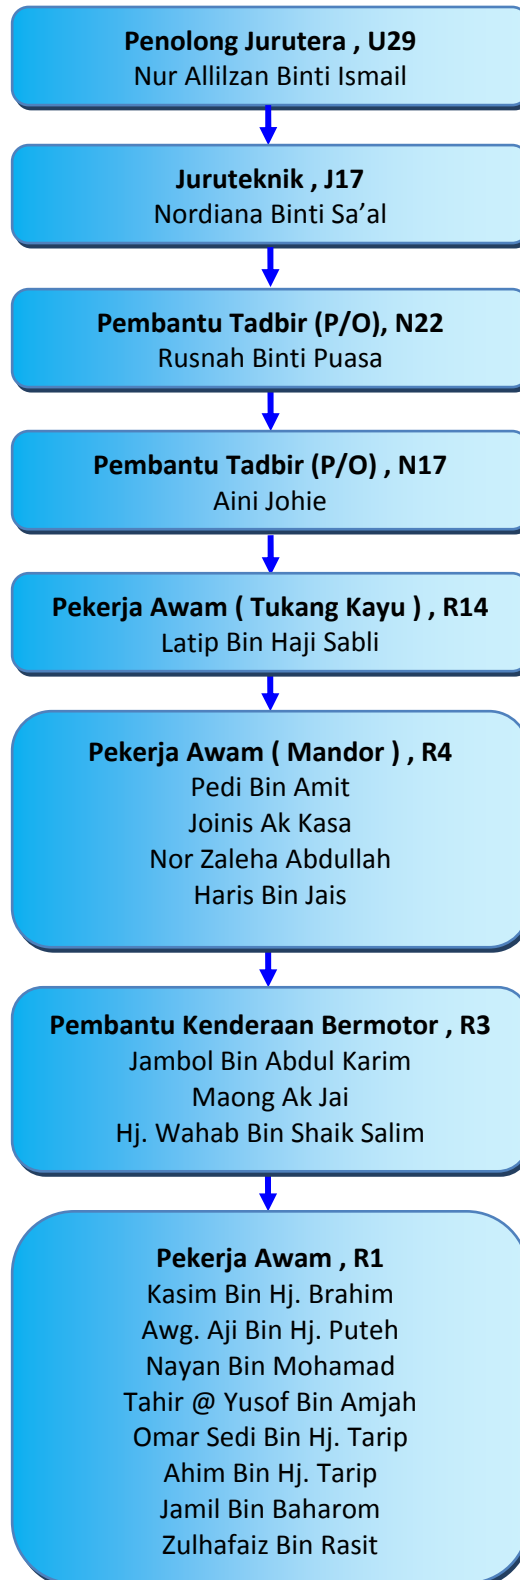 Penolong Jurutera , U29
Nur Allilzan Binti Ismail
Juruteknik , J17
Nordiana Binti Sa’al
Pembantu Tadbir (P/O), N22
Rusnah Binti Puasa
Pembantu Tadbir (P/O) , N17
Aini Johie
Pekerja Awam ( Tukang Kayu ) , R14
Latip Bin Haji Sabli
Pekerja Awam ( Mandor ) , R4
Pedi Bin Amit
Joinis Ak Kasa
Nor Zaleha Abdullah
Haris Bin Jais
Pembantu Kenderaan Bermotor , R3
Jambol Bin Abdul Karim
Maong Ak Jai
Hj. Wahab Bin Shaik Salim
Pekerja Awam , R1
Kasim Bin Hj. Brahim
Awg. Aji Bin Hj. Puteh
Nayan Bin Mohamad
Tahir @ Yusof Bin Amjah
Omar Sedi Bin Hj. Tarip
Ahim Bin Hj. Tarip
Jamil Bin Baharom
Zulhafaiz Bin Rasit